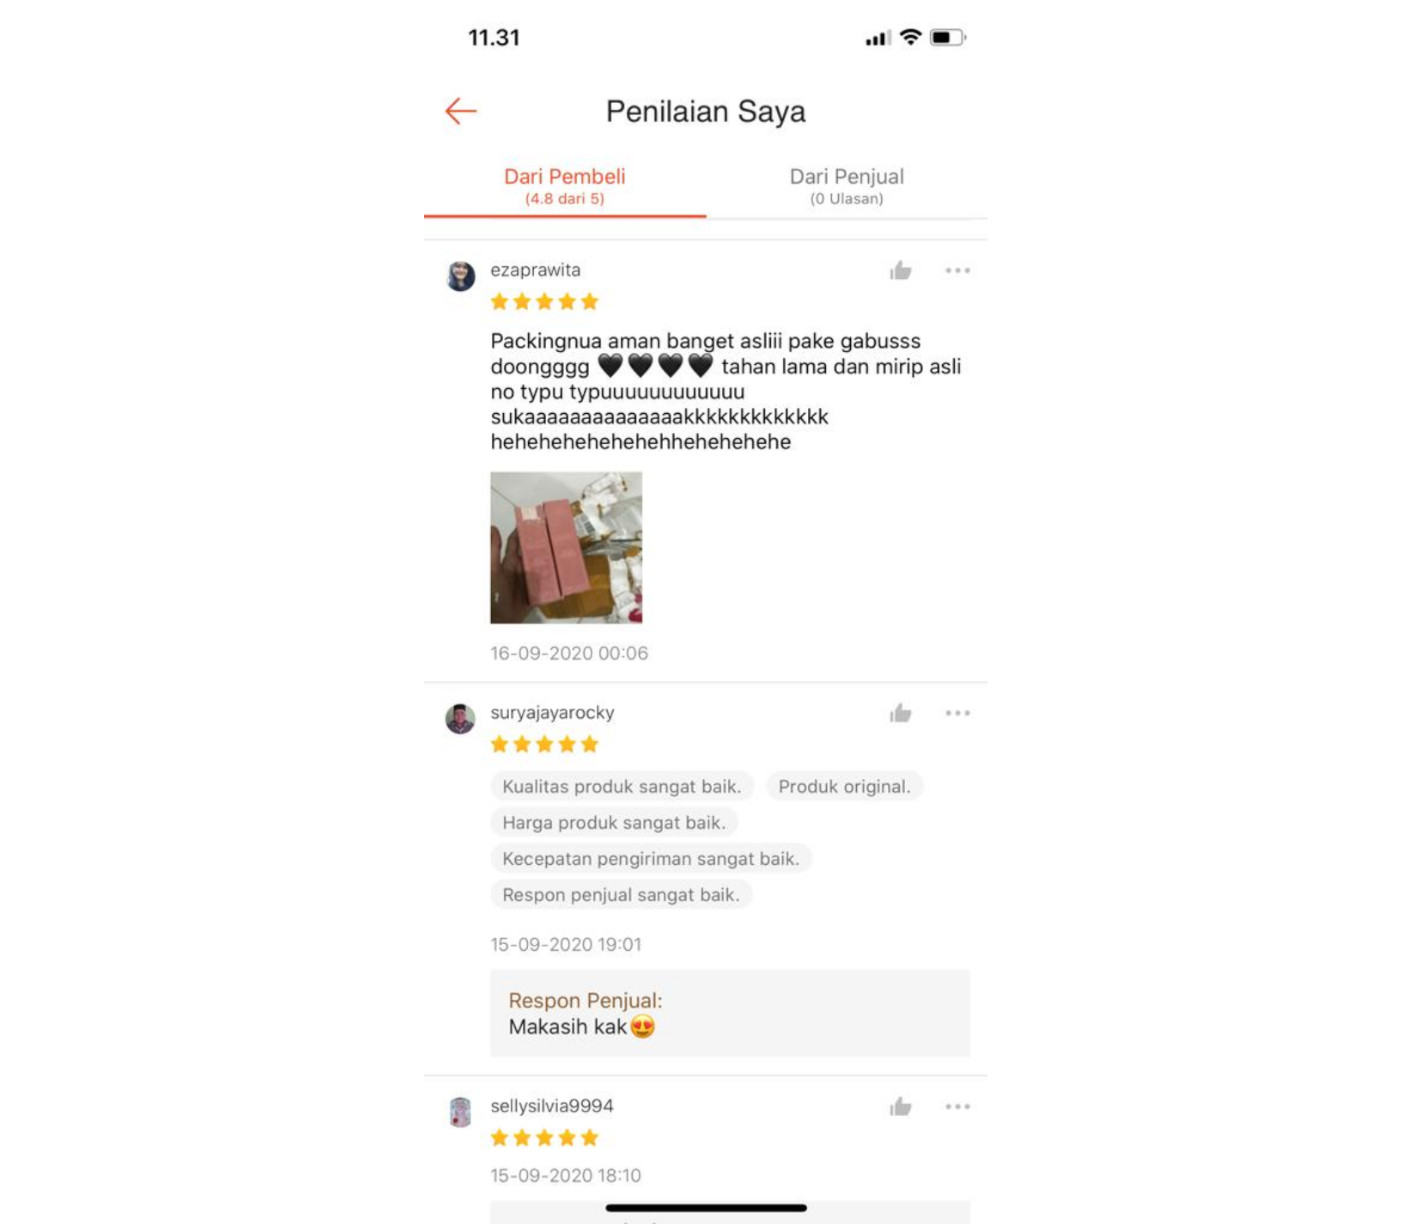 11.31
Penilaian Saya
Dari Pembeli
(4.8 dari 5)
Dari Penjual
(0 Ulasan)
ezaprawita
Packingnua aman banget asliii pake gabusss
doongggg 🖤🖤🖤🖤 tahan lama dan mirip asli
no typu typuuuuuuuuuuuuu
sukaaaaaaaaaaaaaaakkkkkkkkkkkkk
hehehehehehehehhehehehehe
16-09-2020 00:06
suryajayarocky
Kualitas produk sangat baik. Produk original.
Harga produk sangat baik.
Kecepatan pengiriman sangat baik.
Respon penjual sangat baik.
15-09-2020 19:01
Respon Penjual:
Makasih kak😍
sellysilvia9994
15-09-2020 18:10